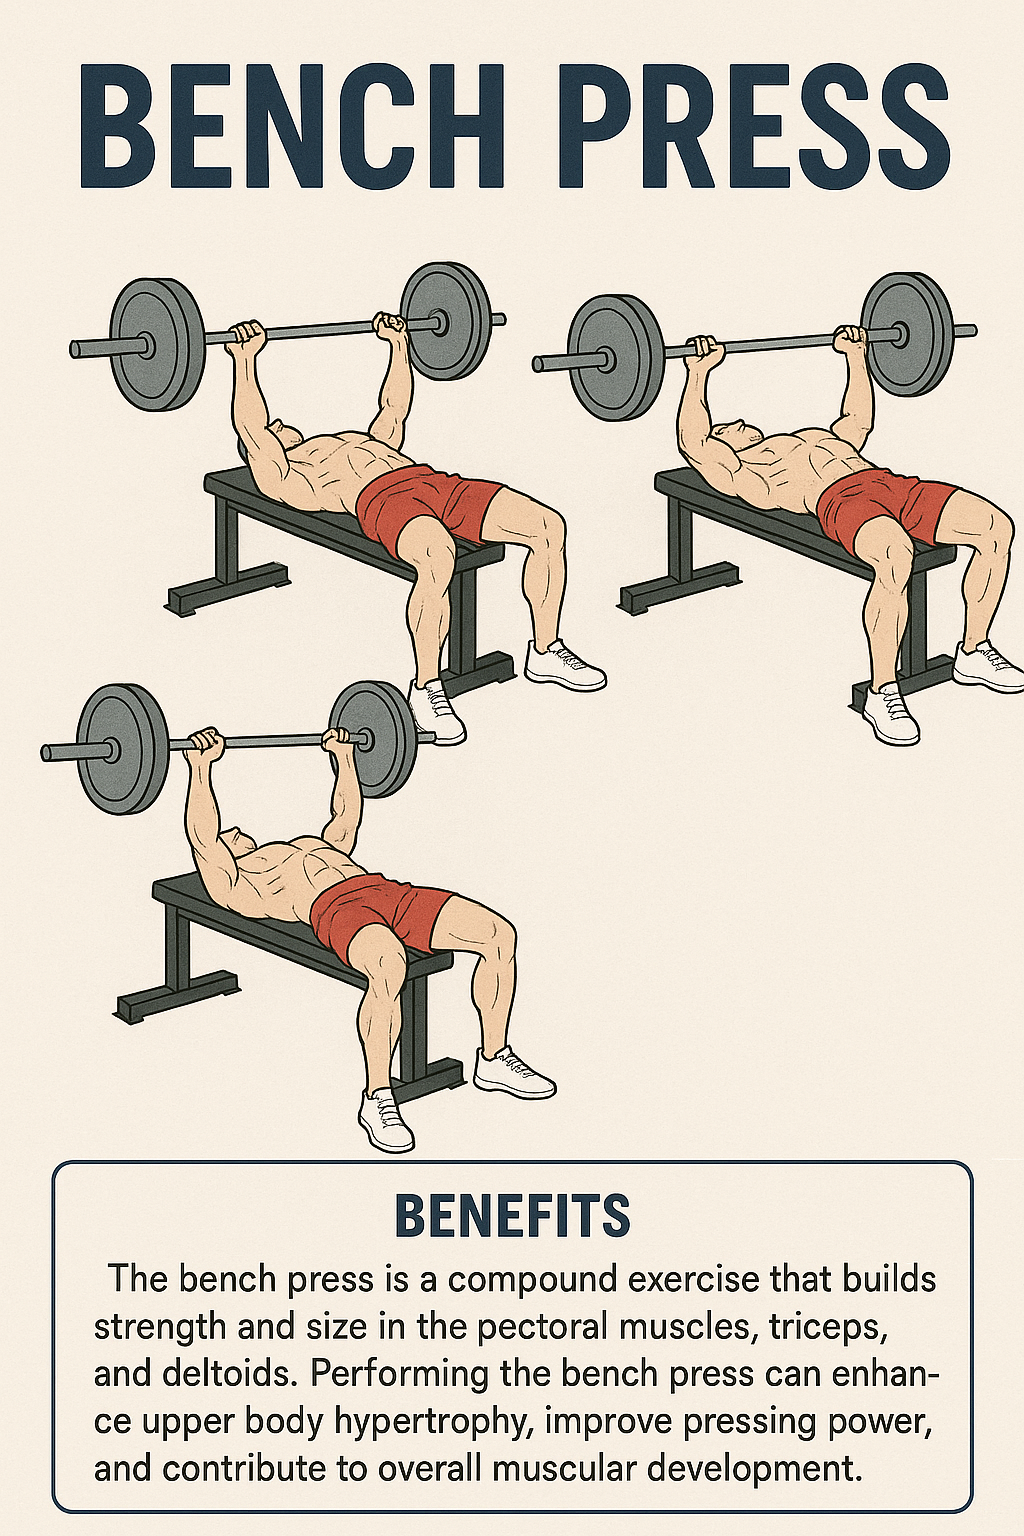 BENCH PRESS
BENEFITS
The bench press is a compound exercise that builds
strength and size in the pectoral muscles, triceps,
and deltoids. Performing the bench press can enhan-
ce upper body hypertrophy, improve pressing power,
and contribute to overall muscular development.